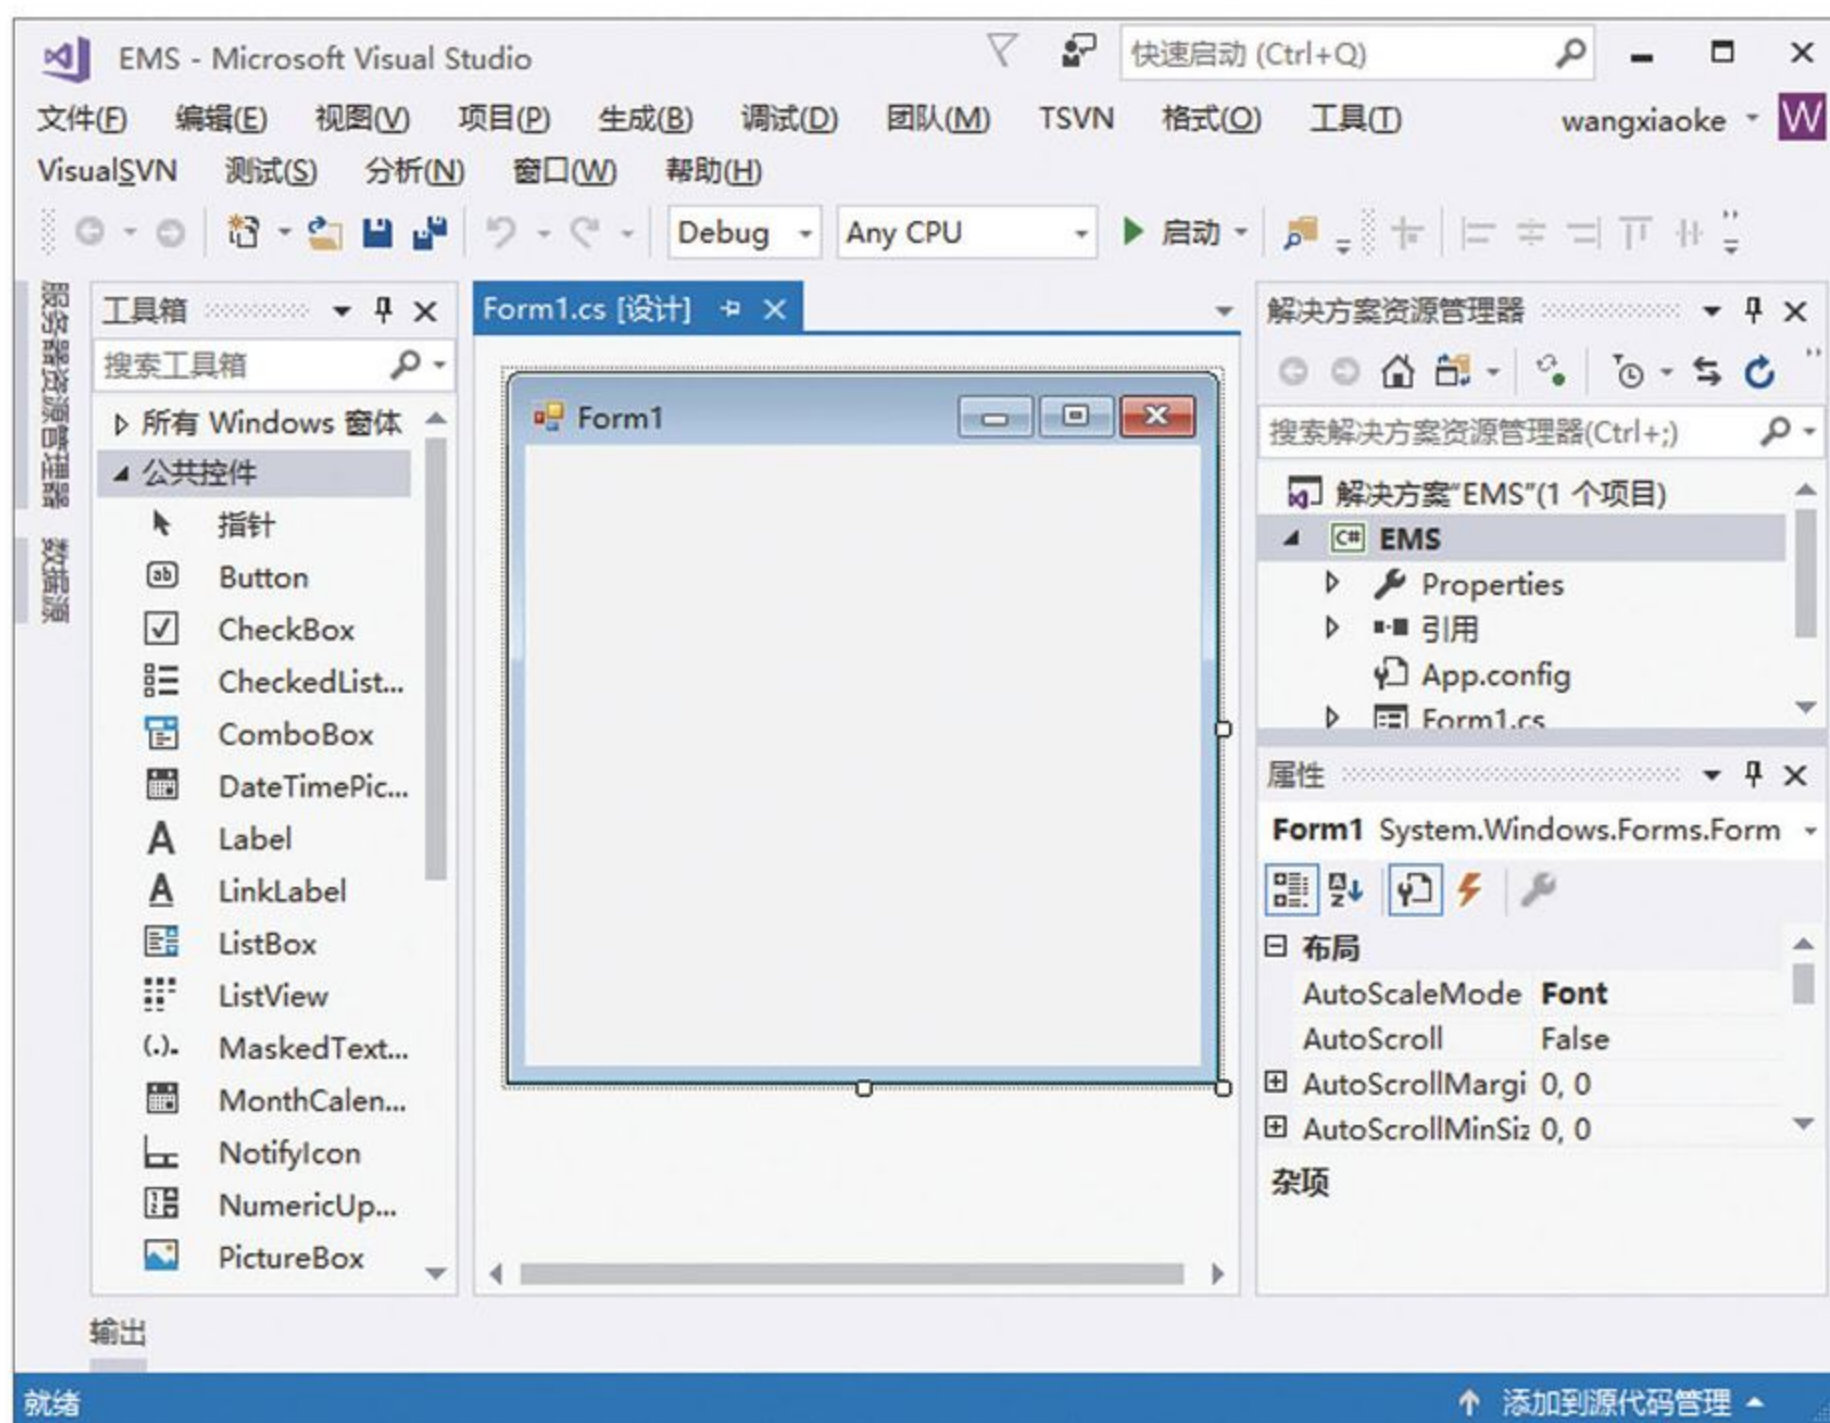 EMS - Microsoft Visual Studio
快速启动 (Ctrl+Q)
文件(F) 编辑(E) 视图(V) 项目(P) 生成(B) 调试(D) 团队(M) TSVN 格式(O) 工具(T) wangxiaoke W
VisualSVN 测试(S) 分析(N) 窗口(W) 帮助(H)
Debug Any CPU 启动
服务器资源管理器
数据源
工具箱
搜索工具箱
所有 Windows 窗体
公共控件
指针
Button
CheckBox
CheckedList...
ComboBox
DateTimePic...
Label
LinkLabel
ListBox
ListView
MaskedText...
MonthCalen...
NotifyIcon
NumericUp...
PictureBox
Form1.cs [设计]
Form1
解决方案资源管理器
搜索解决方案资源管理器(Ctrl+;)
解决方案"EMS"(1 个项目)
C# EMS
Properties
引用
App.config
Form1.cs
属性
Form1 System.Windows.Forms.Form
布局
AutoScaleMode Font
AutoScroll False
AutoScrollMargi 0, 0
AutoScrollMinSiz 0, 0
杂项
输出
就绪
添加到源代码管理